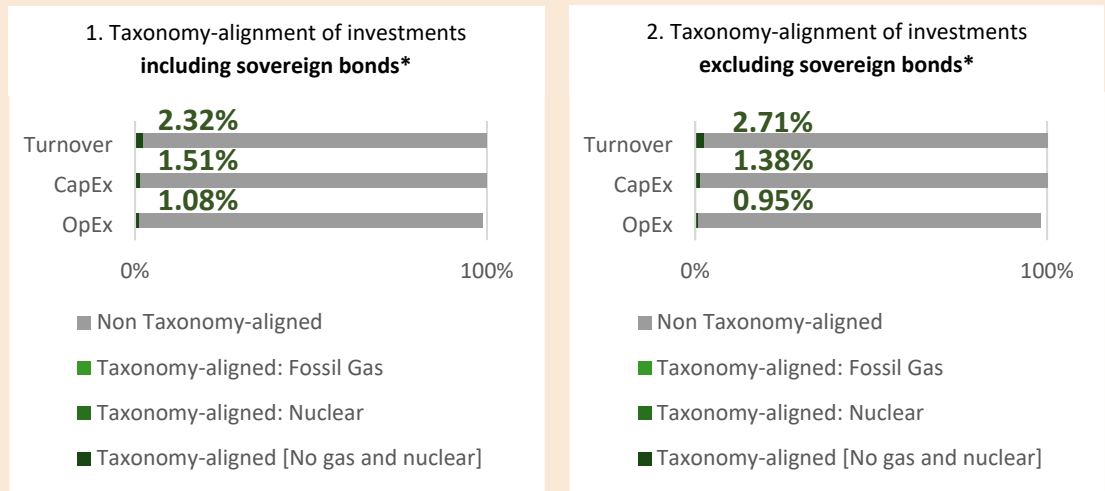 1. Taxonomy-alignment of investments
including sovereign bonds*
2.32%
Turnover
1.51%
CapEx
1.08%
OpEx
0%
100%
Non Taxonomy-aligned
Taxonomy-aligned: Fossil Gas
Taxonomy-aligned: Nuclear
Taxonomy-aligned [No gas and nuclear]
2. Taxonomy-alignment of investments
excluding sovereign bonds*
2.71%
Turnover
1.38%
CapEx
0.95%
OpEx
0%
100%
Non Taxonomy-aligned
Taxonomy-aligned: Fossil Gas
Taxonomy-aligned: Nuclear
Taxonomy-aligned [No gas and nuclear]